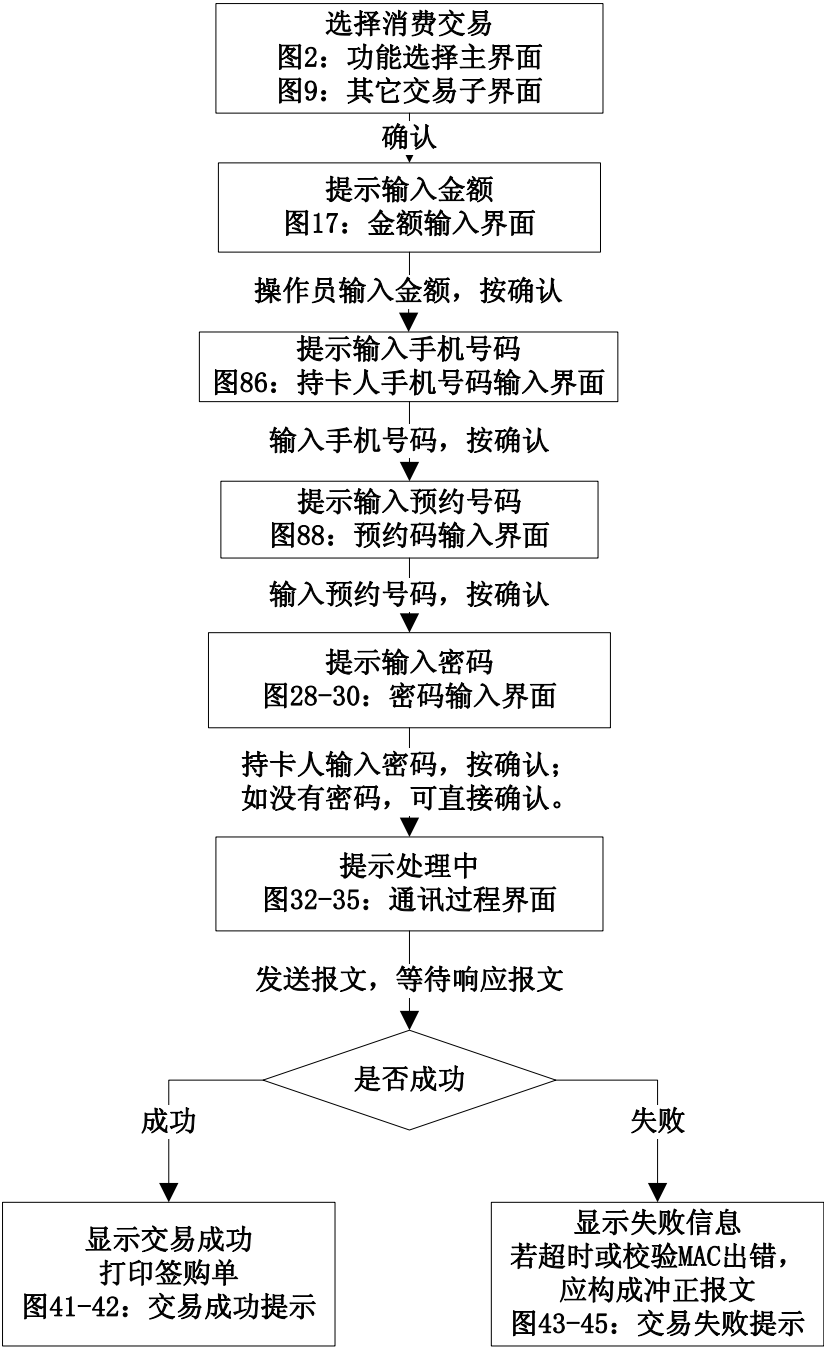 选择消费交易
图2：功能选择主界面
图9：其它交易子界面
确认
提示输入金额
图17：金额输入界面
操作员输入金额，按确认
提示输入手机号码
图86：持卡人手机号码输入界面
输入手机号码，按确认
提示输入预约号码
图88：预约码输入界面
输入预约号码，按确认
提示输入密码
图28-30：密码输入界面
持卡人输入密码，按确认；
如没有密码，可直接确认。
提示处理中
图32-35：通讯过程界面
发送报文，等待响应报文
是否成功
成功
失败
显示交易成功
打印签购单
图41-42：交易成功提示
显示失败信息
若超时或校验MAC出错，
应构成冲正报文
图43-45：交易失败提示